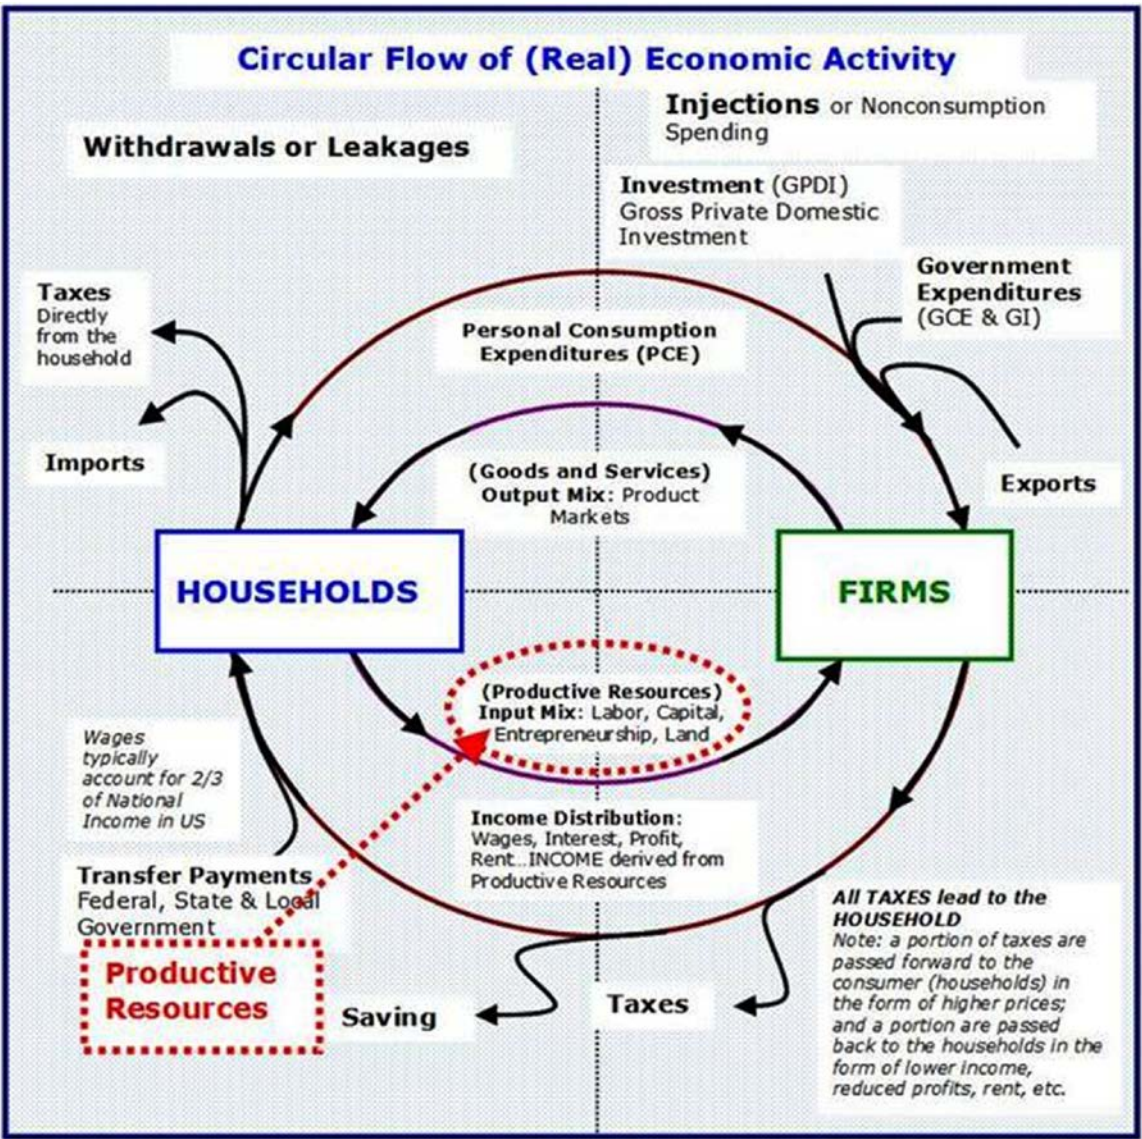 Circular Flow of (Real) Economic Activity
Injections or Nonconsumption
Spending
Withdrawals or Leakages
Investment (GPDI)
Gross Private Domestic
Investment
Government
Expenditures
(GCE & GI)
Taxes
Directly
from the
household
Personal Consumption
Expenditures (PCE)
Imports
(Goods and Services)
Output Mix: Product
Markets
Exports
HOUSEHOLDS
FIRMS
(Productive Resources)
Input Mix: Labor, Capital,
Entrepreneurship, Land
Wages
typically
account for 2/3
of National
Income in US
Income Distribution:
Wages, Interest, Profit,
Rent...INCOME derived from
Productive Resources
Transfer Payments
Federal, State & Local
Government
All TAXES lead to the
HOUSEHOLD
Note: a portion of taxes are
passed forward to the
consumer (households) in
the form of higher prices;
and a portion are passed
back to the households in the
form of lower income,
reduced profits, rent, etc.
Productive
Resources
Saving
Taxes